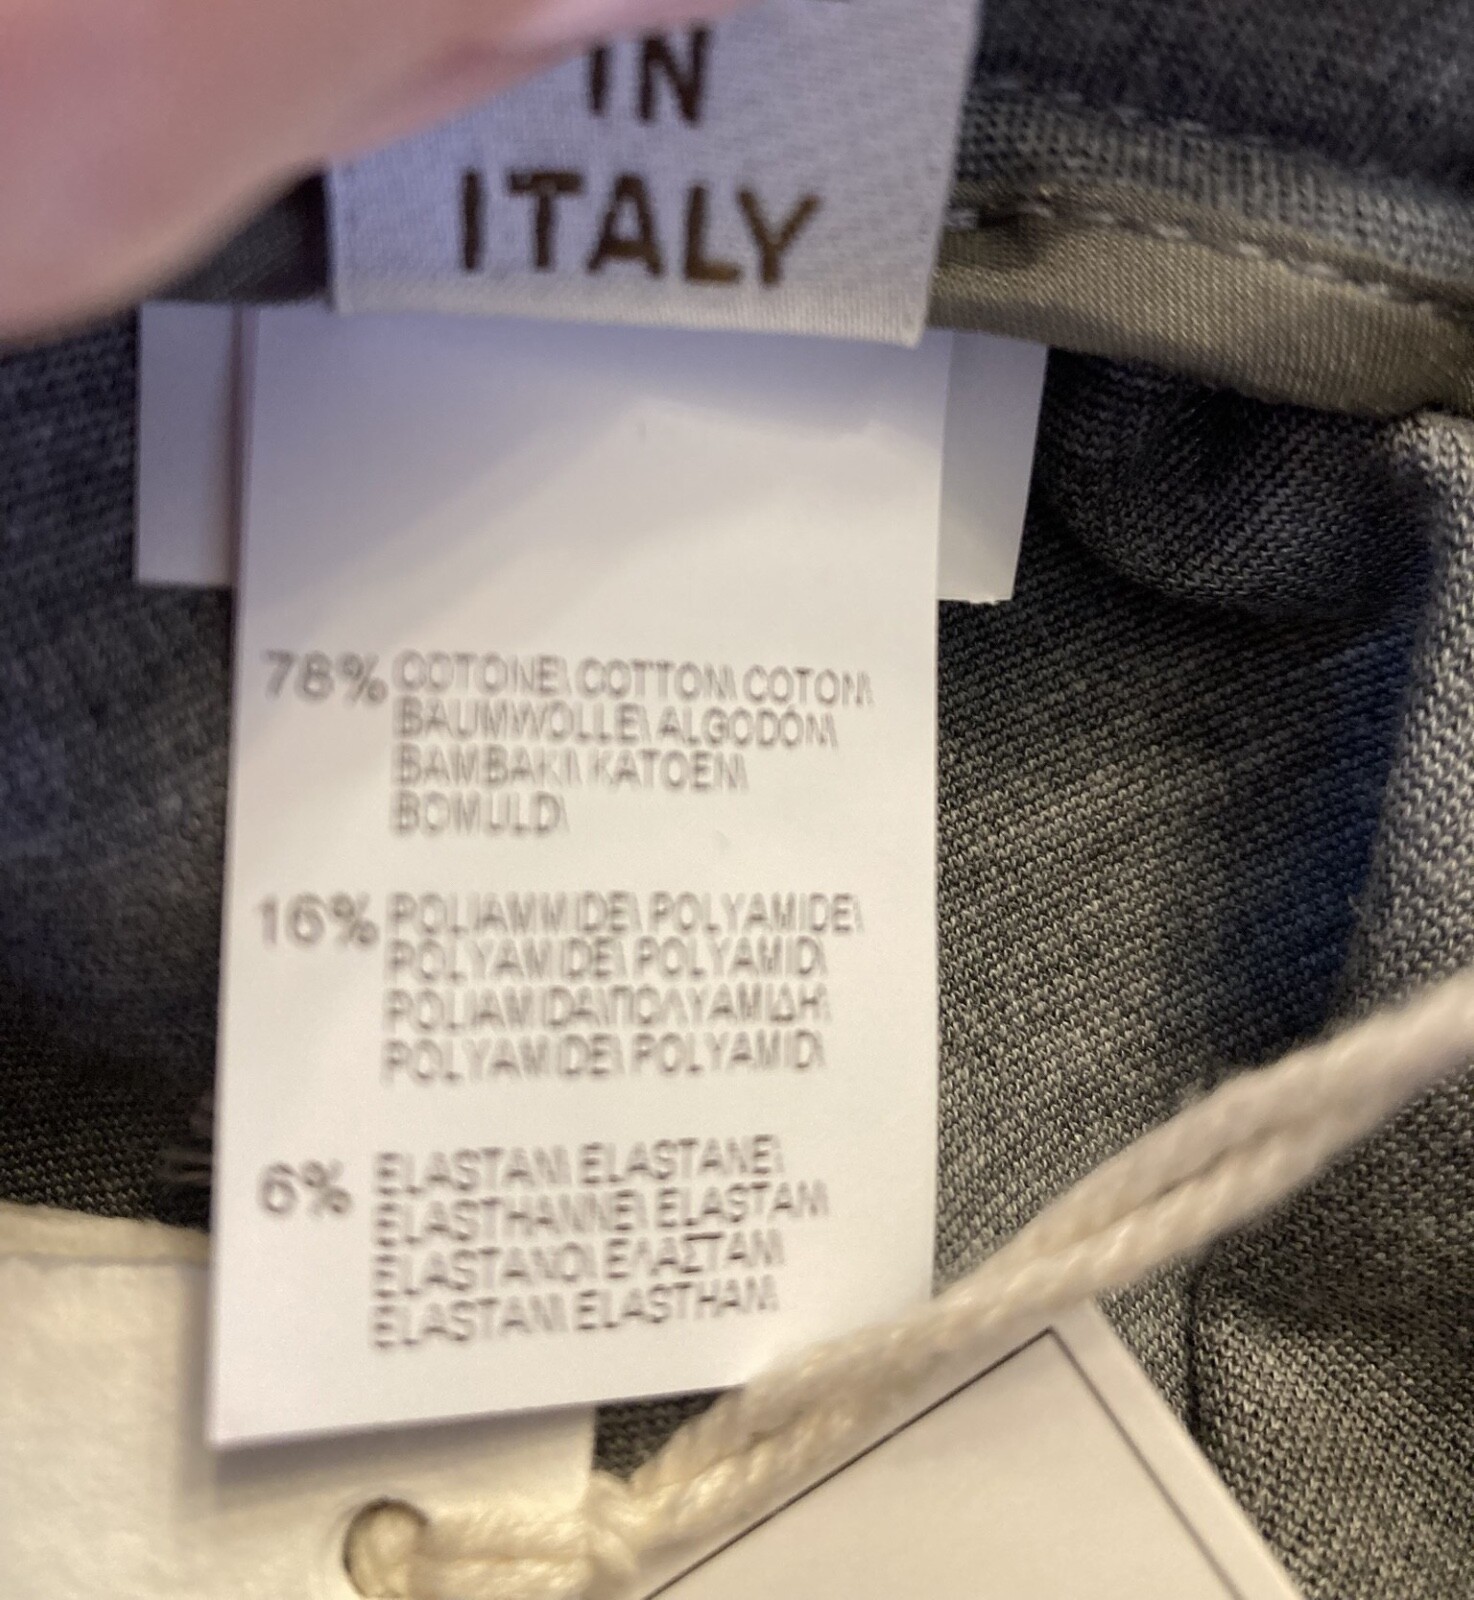 IN
ITALY
78% COTONE\ COTTON\ COTON\
BAUMWOLLE\ ALGODÓN\
BAMBAKI\ KATOEN\
BOMULD\
16% POLIAMMIDE\ POLYAMIDE\
POLYAMIDE\ POLYAMID\
POLIAMIDA\ ΠΟΛΥΑΜΙΔΗ\
POLYAMIDE\ POLYAMID\
6% ELASTAN\ ELASTANE\
ELASTHANNE\ ELASTAN\
ELASTANO\ ΕΛΑΣΤΑΝ\
ELASTAN\ ELASTHAN\